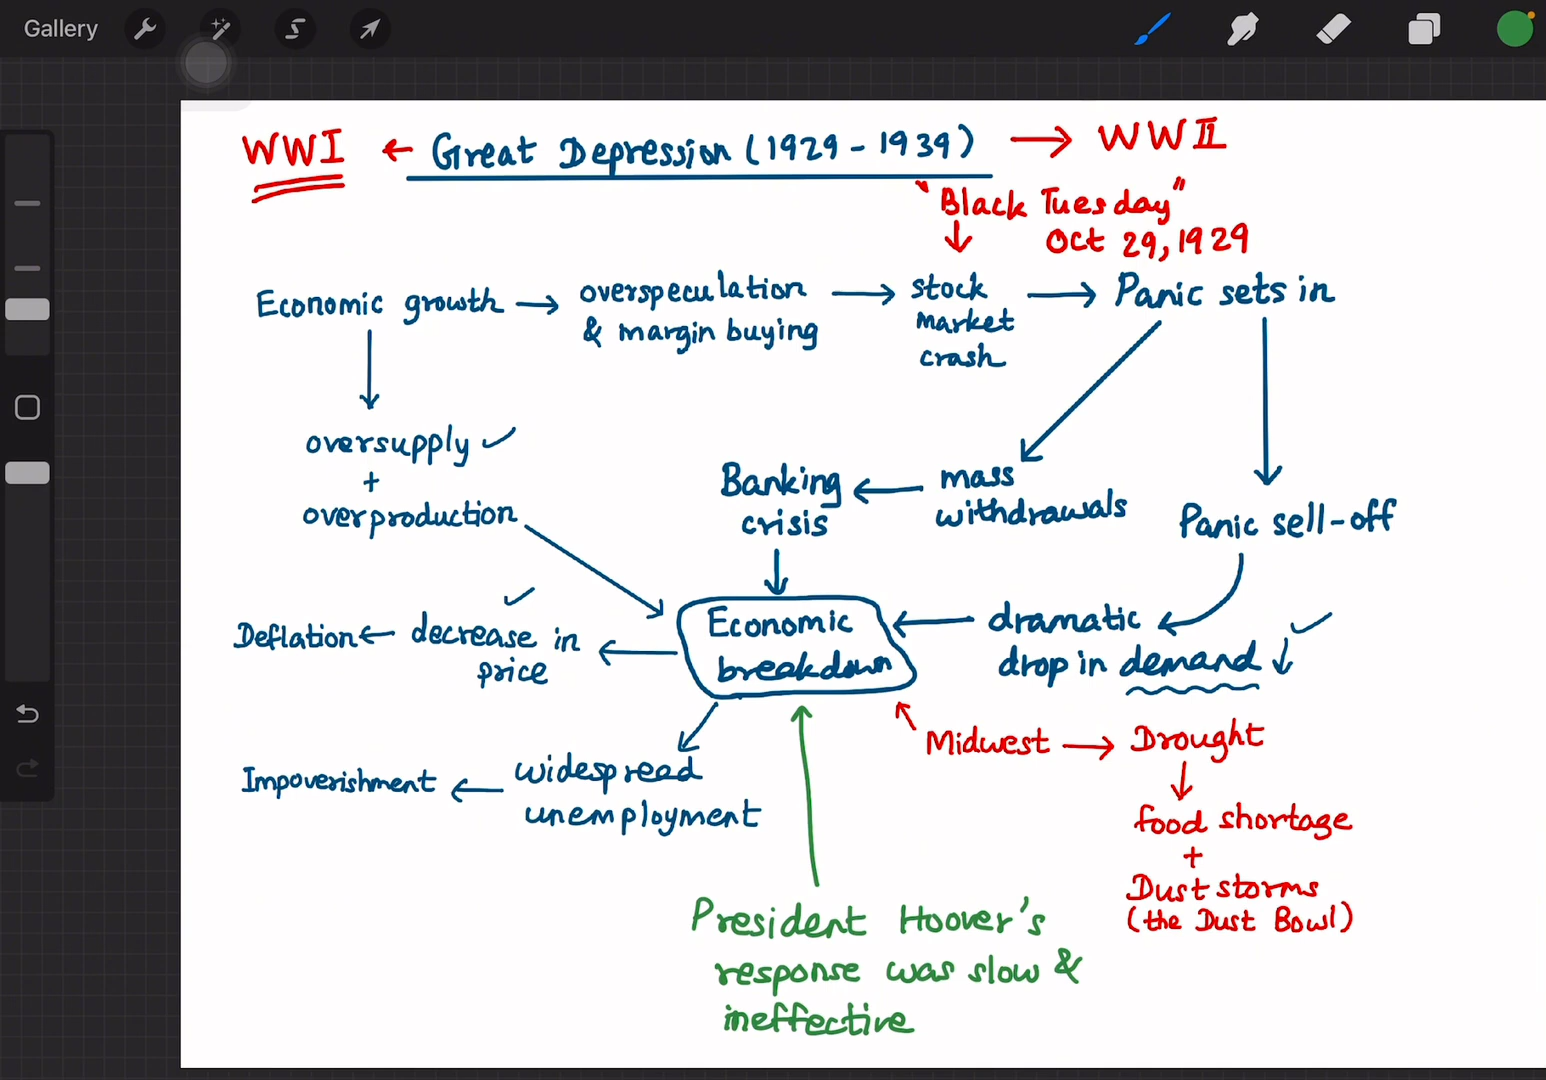 Gallery
WWI ← Great Depression (1929 - 1939) → WWII
"Black Tuesday"
↓ Oct 29, 1929
Economic growth → overspeculation
& margin buying → stock
market
crash → Panic sets in
↓
oversupply ✓
+
overproduction
Banking
crisis ← mass
withdrawals
Panic sell-off
Deflation ← decrease in
price ✓
← Economic
breakdown
← dramatic
drop in demand ↓ ✓
Midwest → Drought
↓
food shortage
+
Dust storms
(the Dust Bowl)
Impoverishment ← widespread
unemployment
President Hoover's
response was slow &
ineffective